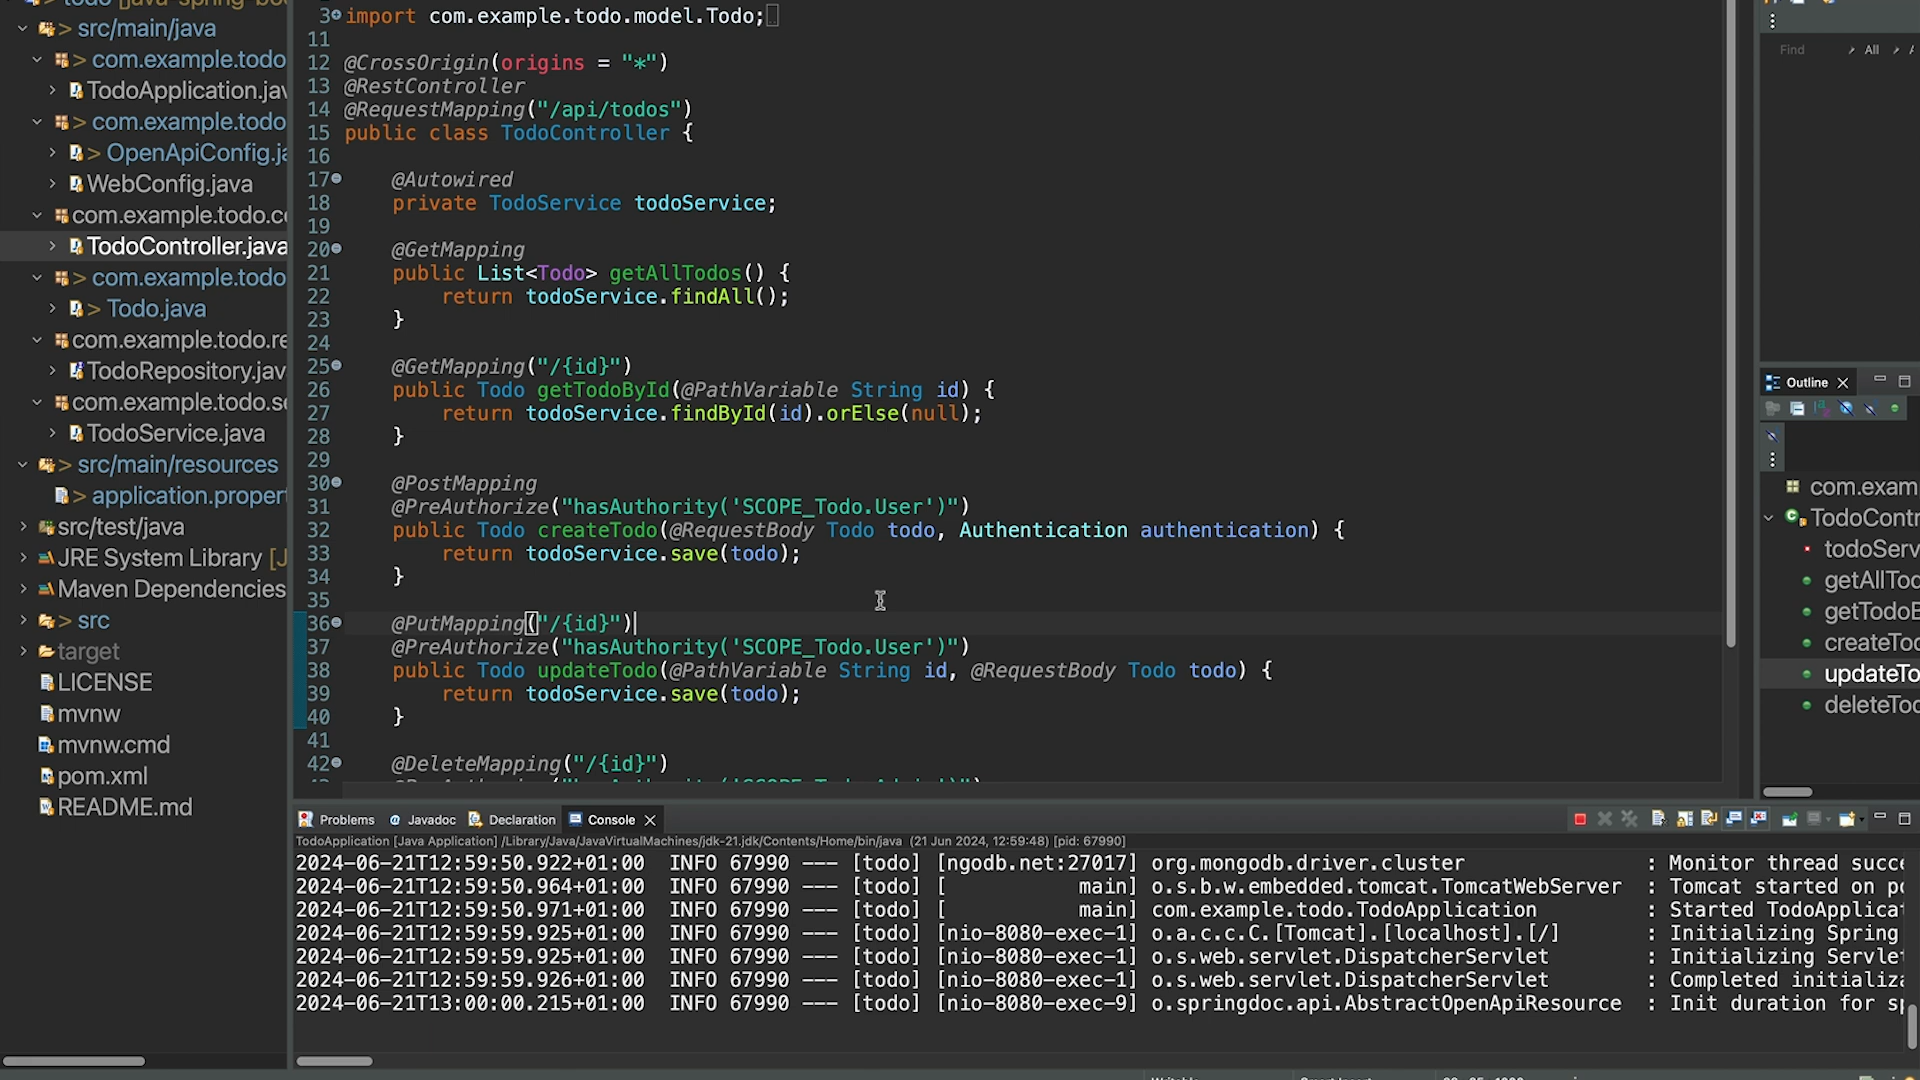 src/main/java
> com.example.todo
TodoApplication.jav
> com.example.todo
> OpenApiConfig.ja
WebConfig.java
com.example.todo.co
TodoController.java
> com.example.todo
> Todo.java
com.example.todo.re
TodoRepository.jav
com.example.todo.se
TodoService.java
> src/main/resources
> application.propert
src/test/java
JRE System Library [J
Maven Dependencies
> src
target
LICENSE
mvnw
mvnw.cmd
pom.xml
README.md
3 import com.example.todo.model.Todo;
11
12 @CrossOrigin(origins = "*")
13 @RestController
14 @RequestMapping("/api/todos")
15 public class TodoController {
16
17 @Autowired
18 private TodoService todoService;
19
20 @GetMapping
21 public List<Todo> getAllTodos() {
22 return todoService.findAll();
23 }
24
25 @GetMapping("/{id}")
26 public Todo getTodoById(@PathVariable String id) {
27 return todoService.findById(id).orElse(null);
28 }
29
30 @PostMapping
31 @PreAuthorize("hasAuthority('SCOPE_Todo.User')")
32 public Todo createTodo(@RequestBody Todo todo, Authentication authentication) {
33 return todoService.save(todo);
34 }
35
36 @PutMapping("/{id}")
37 @PreAuthorize("hasAuthority('SCOPE_Todo.User')")
38 public Todo updateTodo(@PathVariable String id, @RequestBody Todo todo) {
39 return todoService.save(todo);
40 }
41
42 @DeleteMapping("/{id}")
Find All
Outline
com.exam
TodoContr
todoServ
getAllTod
getTodoB
createTod
updateTo
deleteTod
Problems Javadoc Declaration Console
TodoApplication [Java Application] /Library/Java/JavaVirtualMachines/jdk-21.jdk/Contents/Home/bin/java (21 Jun 2024, 12:59:48) [pid: 67990]
2024-06-21T12:59:50.922+01:00 INFO 67990 --- [todo] [ngodb.net:27017] org.mongodb.driver.cluster : Monitor thread succe
2024-06-21T12:59:50.964+01:00 INFO 67990 --- [todo] [ main] o.s.b.w.embedded.tomcat.TomcatWebServer : Tomcat started on po
2024-06-21T12:59:50.971+01:00 INFO 67990 --- [todo] [ main] com.example.todo.TodoApplication : Started TodoApplicat
2024-06-21T12:59:59.925+01:00 INFO 67990 --- [todo] [nio-8080-exec-1] o.a.c.c.C.[Tomcat].[localhost].[/] : Initializing Spring
2024-06-21T12:59:59.925+01:00 INFO 67990 --- [todo] [nio-8080-exec-1] o.s.web.servlet.DispatcherServlet : Initializing Servlet
2024-06-21T12:59:59.926+01:00 INFO 67990 --- [todo] [nio-8080-exec-1] o.s.web.servlet.DispatcherServlet : Completed initializa
2024-06-21T13:00:00.215+01:00 INFO 67990 --- [todo] [nio-8080-exec-9] o.springdoc.api.AbstractOpenApiResource : Init duration for sp